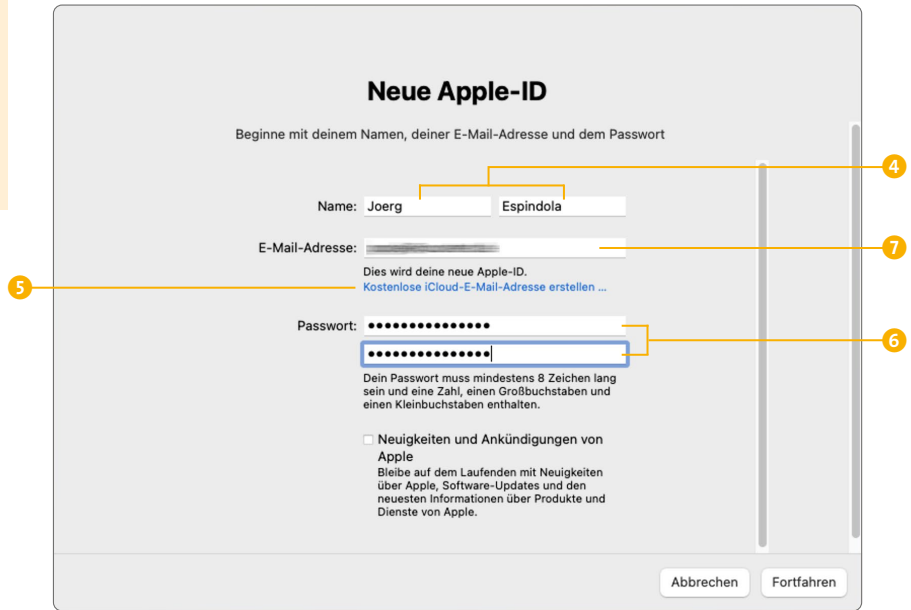 Neue Apple-ID
Beginne mit deinem Namen, deiner E-Mail-Adresse und dem Passwort
4
Name: Joerg Espindola
E-Mail-Adresse:
7
Dies wird deine neue Apple-ID.
5 Kostenlose iCloud-E-Mail-Adresse erstellen ...
Passwort: •••••••••••••••
6
•••••••••••••••
Dein Passwort muss mindestens 8 Zeichen lang
sein und eine Zahl, einen Großbuchstaben und
einen Kleinbuchstaben enthalten.
Neuigkeiten und Ankündigungen von
Apple
Bleibe auf dem Laufenden mit Neuigkeiten
über Apple, Software-Updates und den
neuesten Informationen über Produkte und
Dienste von Apple.
Abbrechen Fortfahren